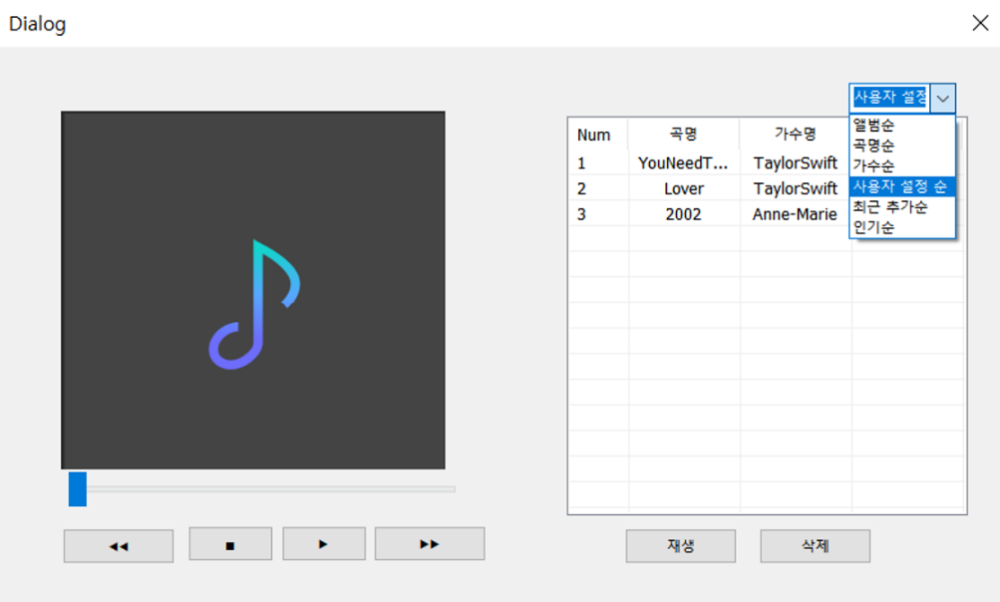 Dialog
사용자 설정
Num 곡명 가수명
1 YouNeedT... TaylorSwift
2 Lover TaylorSwift
3 2002 Anne-Marie
앨범순
곡명순
가수순
사용자 설정 순
최근 추가순
인기순
재생 삭제